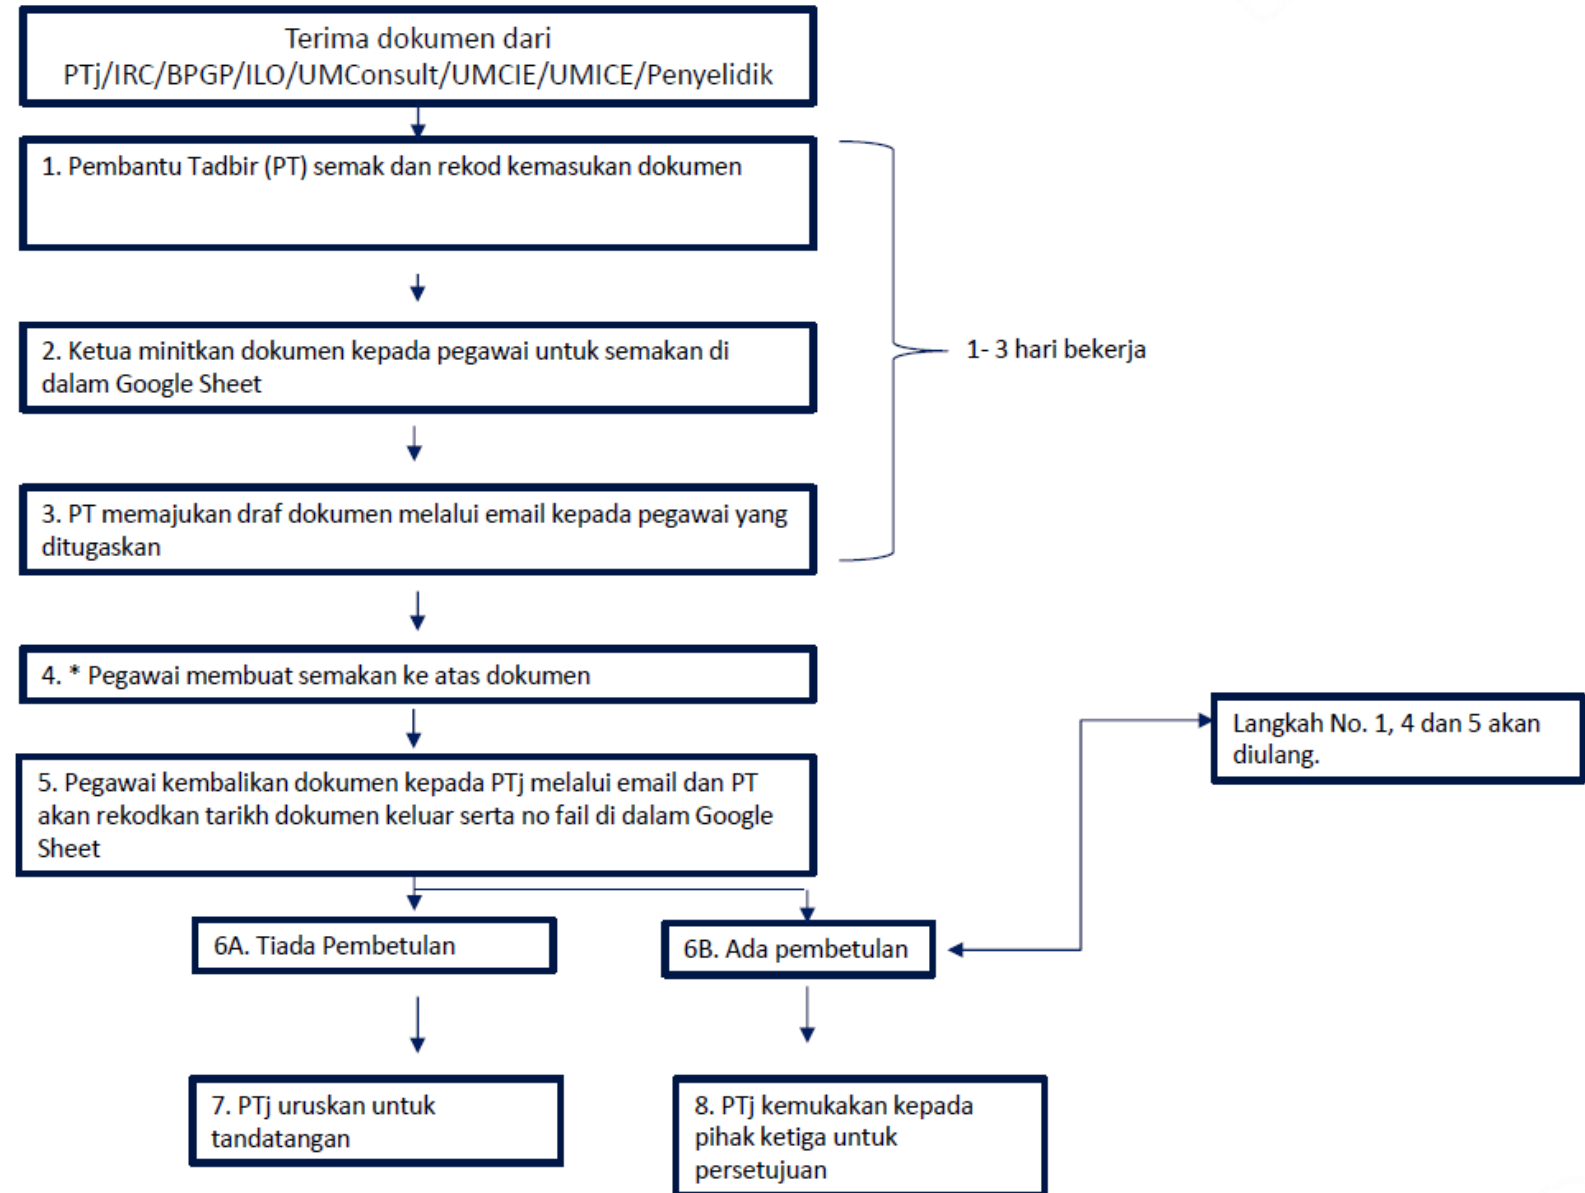 Terima dokumen dari
PTj/IRC/BPGP/ILO/UMConsult/UMCIE/UMICE/Penyelidik
1. Pembantu Tadbir (PT) semak dan rekod kemasukan dokumen
2. Ketua minitkan dokumen kepada pegawai untuk semakan di
dalam Google Sheet
1- 3 hari bekerja
3. PT memajukan draf dokumen melalui email kepada pegawai yang
ditugaskan
4. * Pegawai membuat semakan ke atas dokumen
Langkah No. 1, 4 dan 5 akan
diulang.
5. Pegawai kembalikan dokumen kepada PTj melalui email dan PT
akan rekodkan tarikh dokumen keluar serta no fail di dalam Google
Sheet
6A. Tiada Pembetulan
6B. Ada pembetulan
7. PTj uruskan untuk
tandatangan
8. PTj kemukakan kepada
pihak ketiga untuk
persetujuan